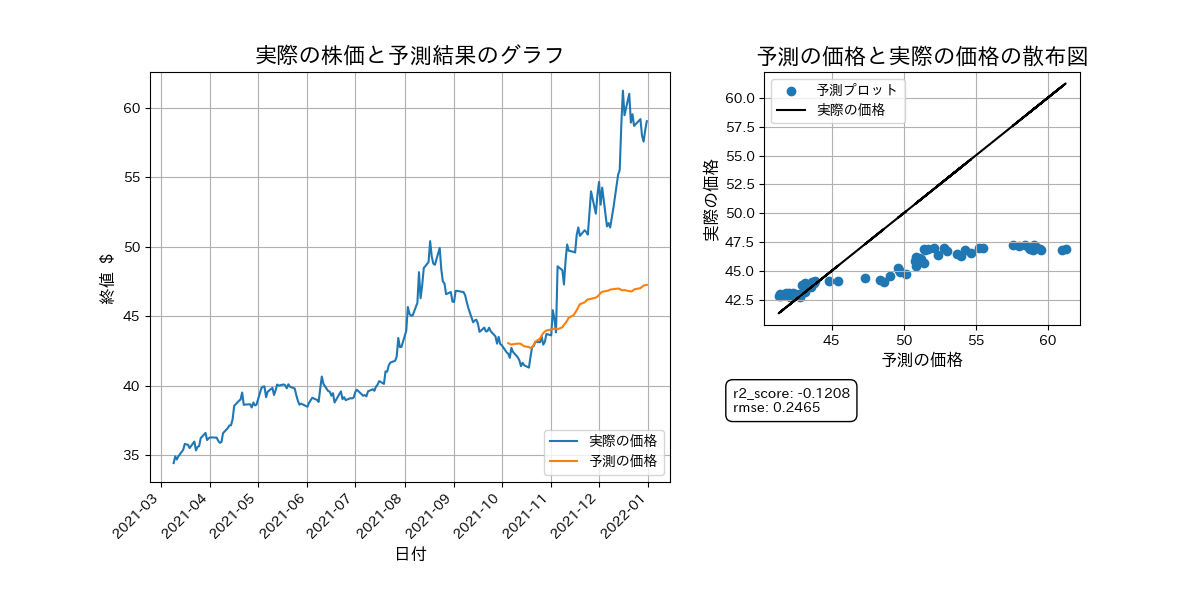 実際の株価と予測結果のグラフ
終値 $
60
55
50
45
40
35
2021-03
2021-04
2021-05
2021-06
2021-07
2021-08
2021-09
2021-10
2021-11
2021-12
2022-01
日付
実際の価格
予測の価格
予測の価格と実際の価格の散布図
実際の価格
60.0
57.5
55.0
52.5
50.0
47.5
45.0
42.5
45
50
55
60
予測の価格
予測プロット
実際の価格
r2_score: -0.1208
rmse: 0.2465